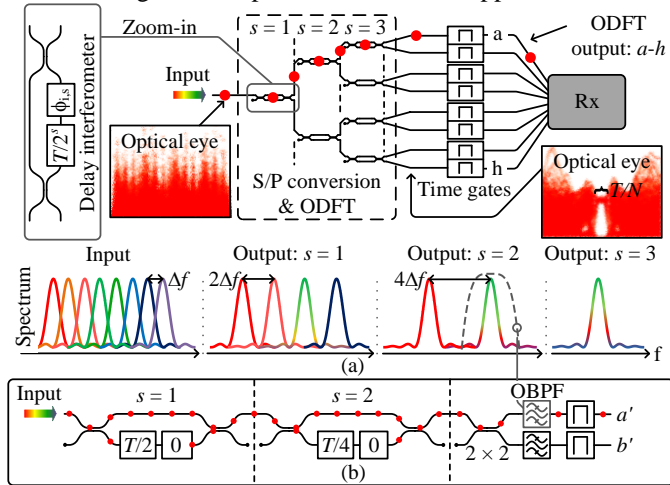 s = 1 s = 2 s = 3
Zoom-in
ODFT
output: a-h
Input
a
h
Rx
ϕi,s
T/2^s
Delay interferometer
Optical eye
S/P conversion
& ODFT
Time gates
Optical eye
T/N
Input Output: s = 1 Output: s = 2 Output: s = 3
Δf 2Δf 4Δf
Spectrum
f
(a)
Input s = 1 s = 2 OBPF
a'
T/2 0 T/4 0 b'
2 × 2
(b)